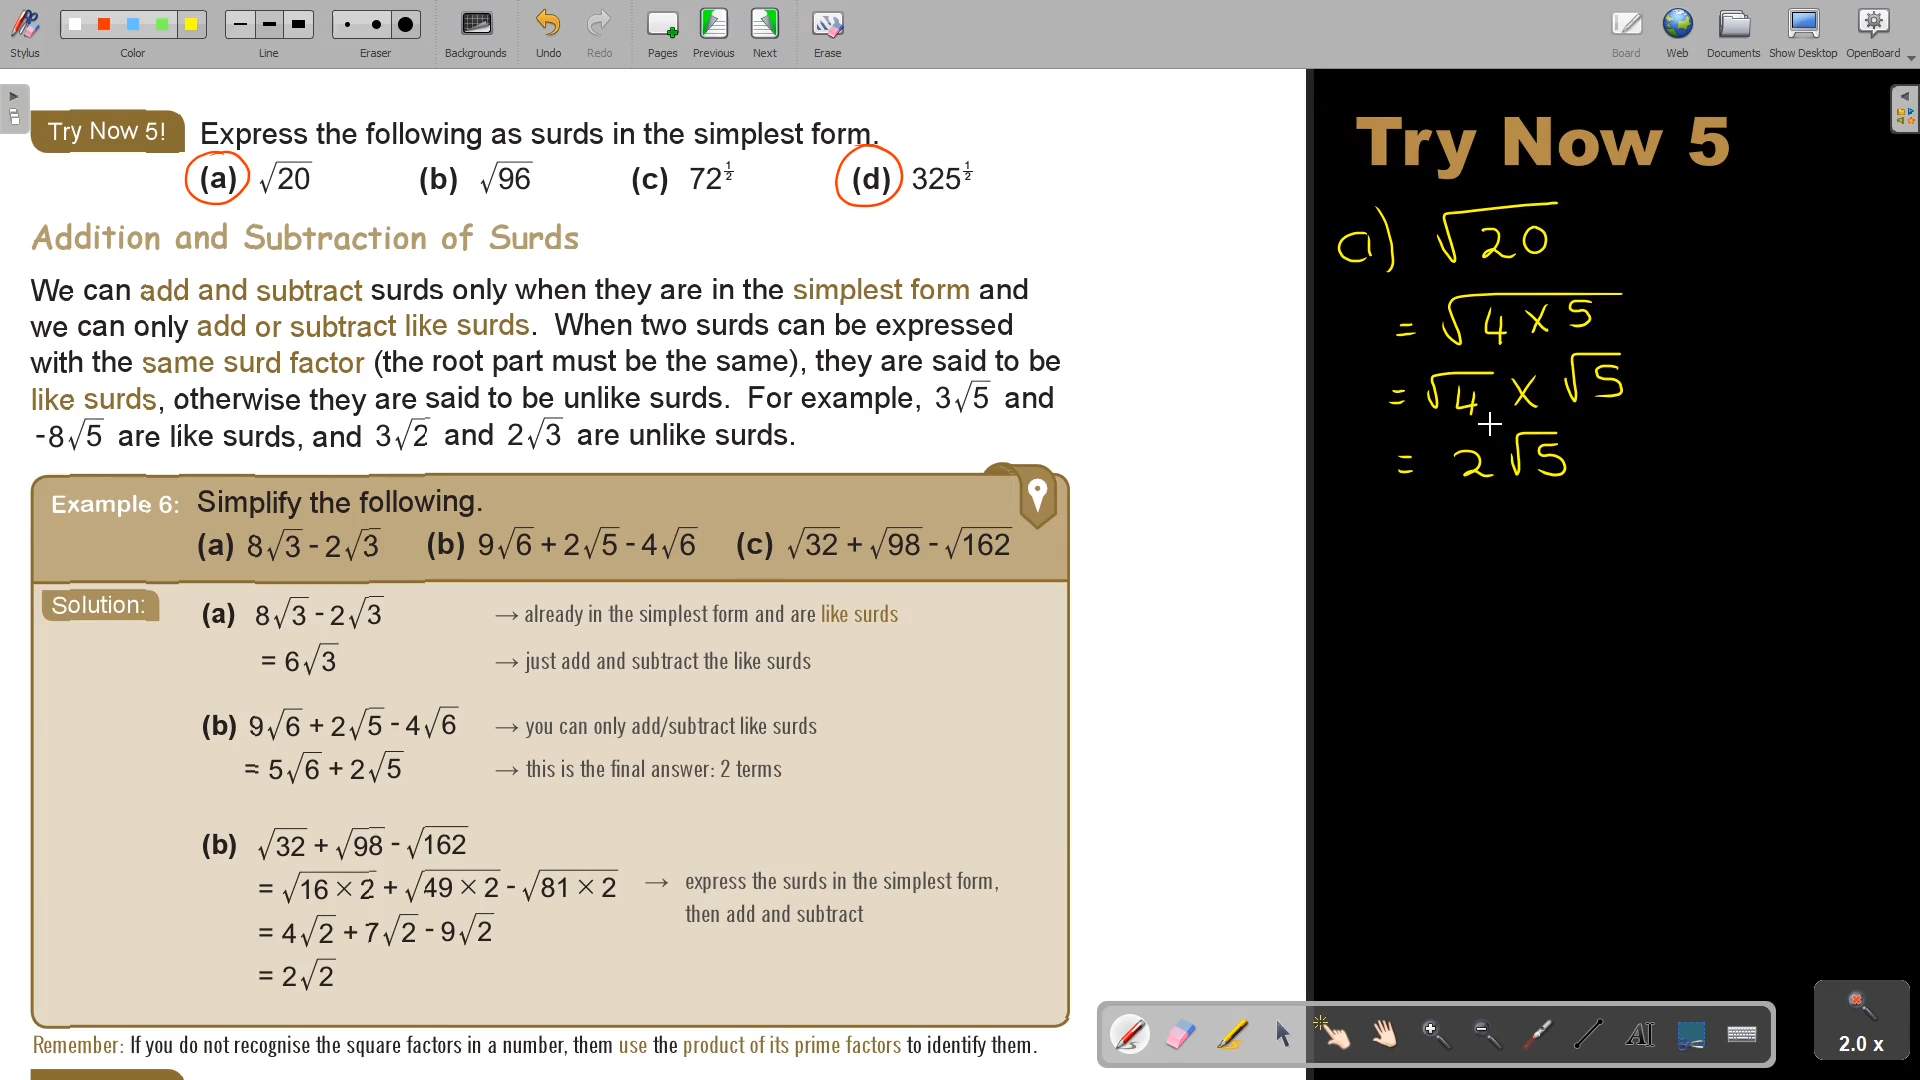 Stylus Color Line Eraser Backgrounds Undo Redo Pages Previous Next Erase Board Web Documents Show Desktop OpenBoard
Try Now 5! Express the following as surds in the simplest form.
(a) √20 (b) √96 (c) 72^½ (d) 325^½
Addition and Subtraction of Surds
We can add and subtract surds only when they are in the simplest form and
we can only add or subtract like surds. When two surds can be expressed
with the same surd factor (the root part must be the same), they are said to be
like surds, otherwise they are said to be unlike surds. For example, 3√5 and
-8√5 are like surds, and 3√2 and 2√3 are unlike surds.
Example 6: Simplify the following.
(a) 8√3 - 2√3 (b) 9√6 + 2√5 - 4√6 (c) √32 + √98 - √162
Solution:
(a) 8√3 - 2√3 → already in the simplest form and are like surds
= 6√3 → just add and subtract the like surds
(b) 9√6 + 2√5 - 4√6 → you can only add/subtract like surds
= 5√6 + 2√5 → this is the final answer: 2 terms
(b) √32 + √98 - √162
= √16 × 2 + √49 × 2 - √81 × 2 → express the surds in the simplest form,
then add and subtract
= 4√2 + 7√2 - 9√2
= 2√2
Remember: If you do not recognise the square factors in a number, them use the product of its prime factors to identify them.
Try Now 5
a) √20
= √4 × 5
= √4 × √5
= 2√5
AI
2.0 x